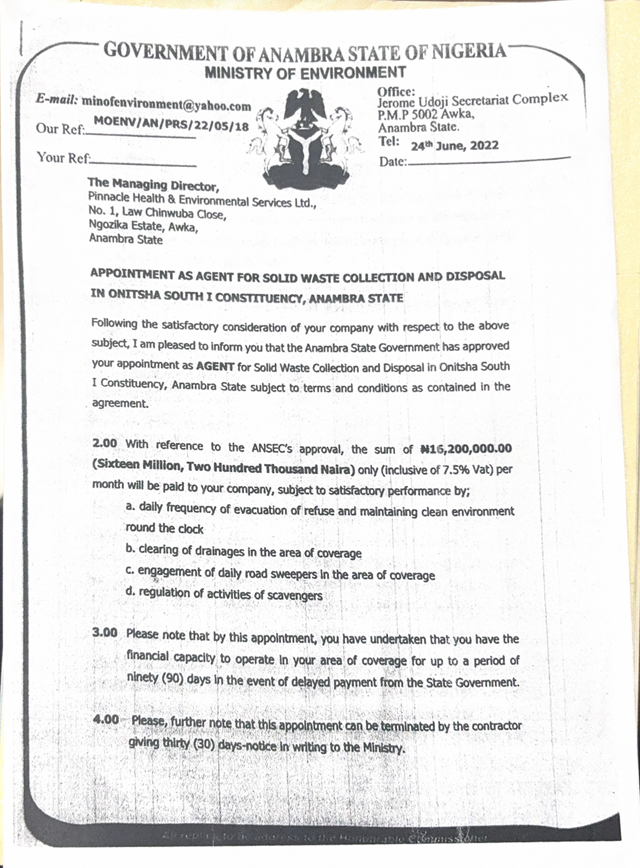 GOVERNMENT OF ANAMBRA STATE OF NIGERIA
MINISTRY OF ENVIRONMENT
E-mail: minofenvironment@yahoo.com
Our Ref: MOENV/AN/PRS/22/05/18
Your Ref:
Office:
Jerome Udoji Secretariat Complex
P.M.P 5002 Awka,
Anambra State.
Tel:
24th June, 2022
Date:
The Managing Director,
Pinnacle Health & Environmental Services Ltd.,
No. 1, Law Chinwuba Close,
Ngozika Estate, Awka,
Anambra State
APPOINTMENT AS AGENT FOR SOLID WASTE COLLECTION AND DISPOSAL
IN ONITSHA SOUTH I CONSTITUENCY, ANAMBRA STATE
Following the satisfactory consideration of your company with respect to the above
subject, I am pleased to inform you that the Anambra State Government has approved
your appointment as AGENT for Solid Waste Collection and Disposal in Onitsha South
I Constituency, Anambra State subject to terms and conditions as contained in the
agreement.
2.00 With reference to the ANSEC's approval, the sum of ₦16,200,000.00
(Sixteen Million, Two Hundred Thousand Naira) only (inclusive of 7.5% Vat) per
month will be paid to your company, subject to satisfactory performance by;
a. daily frequency of evacuation of refuse and maintaining clean environment
round the clock
b. clearing of drainages in the area of coverage
c. engagement of daily road sweepers in the area of coverage
d. regulation of activities of scavengers
3.00 Please note that by this appointment, you have undertaken that you have the
financial capacity to operate in your area of coverage for up to a period of
ninety (90) days in the event of delayed payment from the State Government.
4.00 Please, further note that this appointment can be terminated by the contractor
giving thirty (30) days-notice in writing to the Ministry.
All replies to be address to the Honourable Commissioner